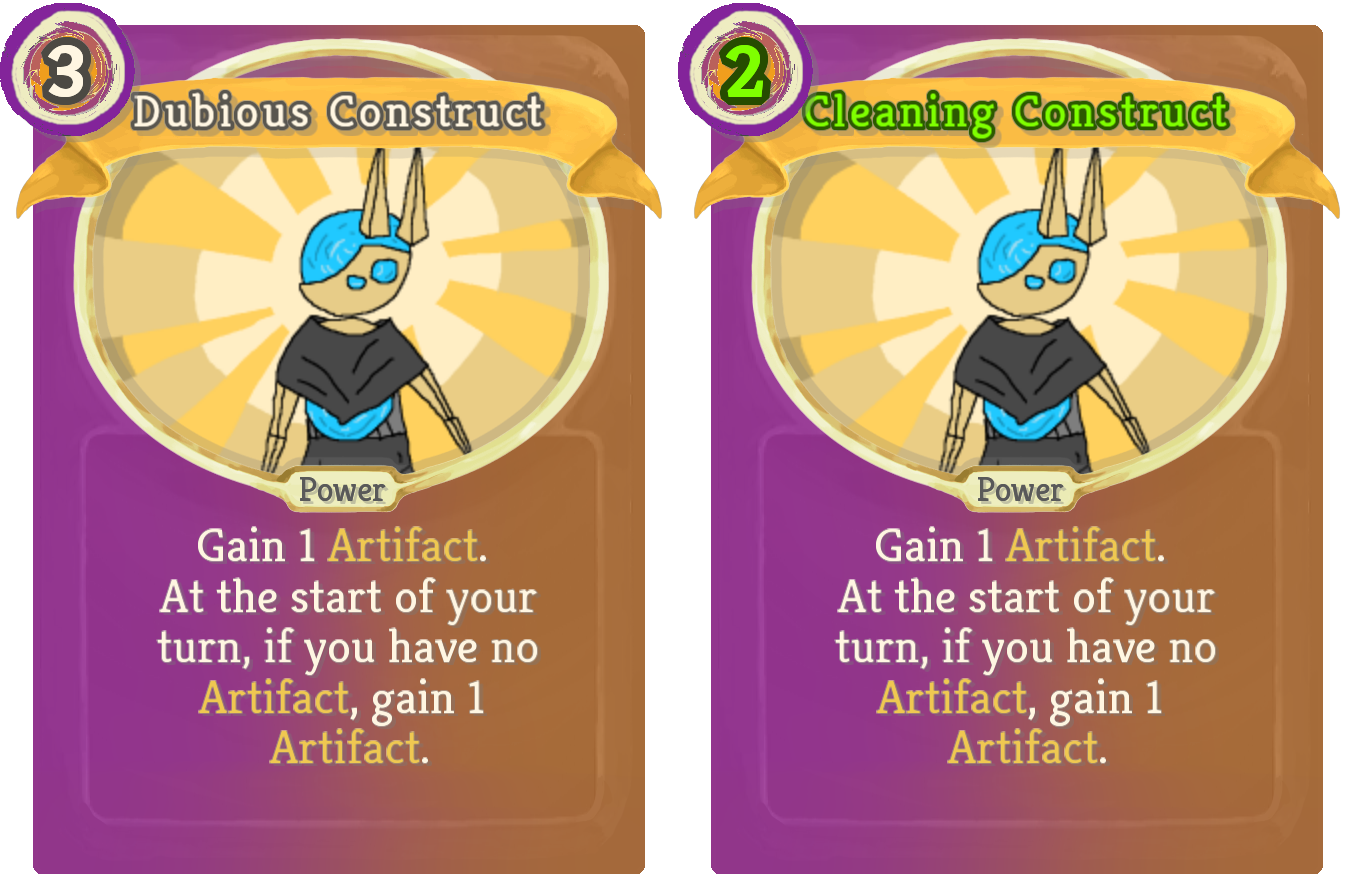 3
Dubious Construct
Power
Gain 1 Artifact.
At the start of your
turn, if you have no
Artifact, gain 1
Artifact.
2
Cleaning Construct
Power
Gain 1 Artifact.
At the start of your
turn, if you have no
Artifact, gain 1
Artifact.